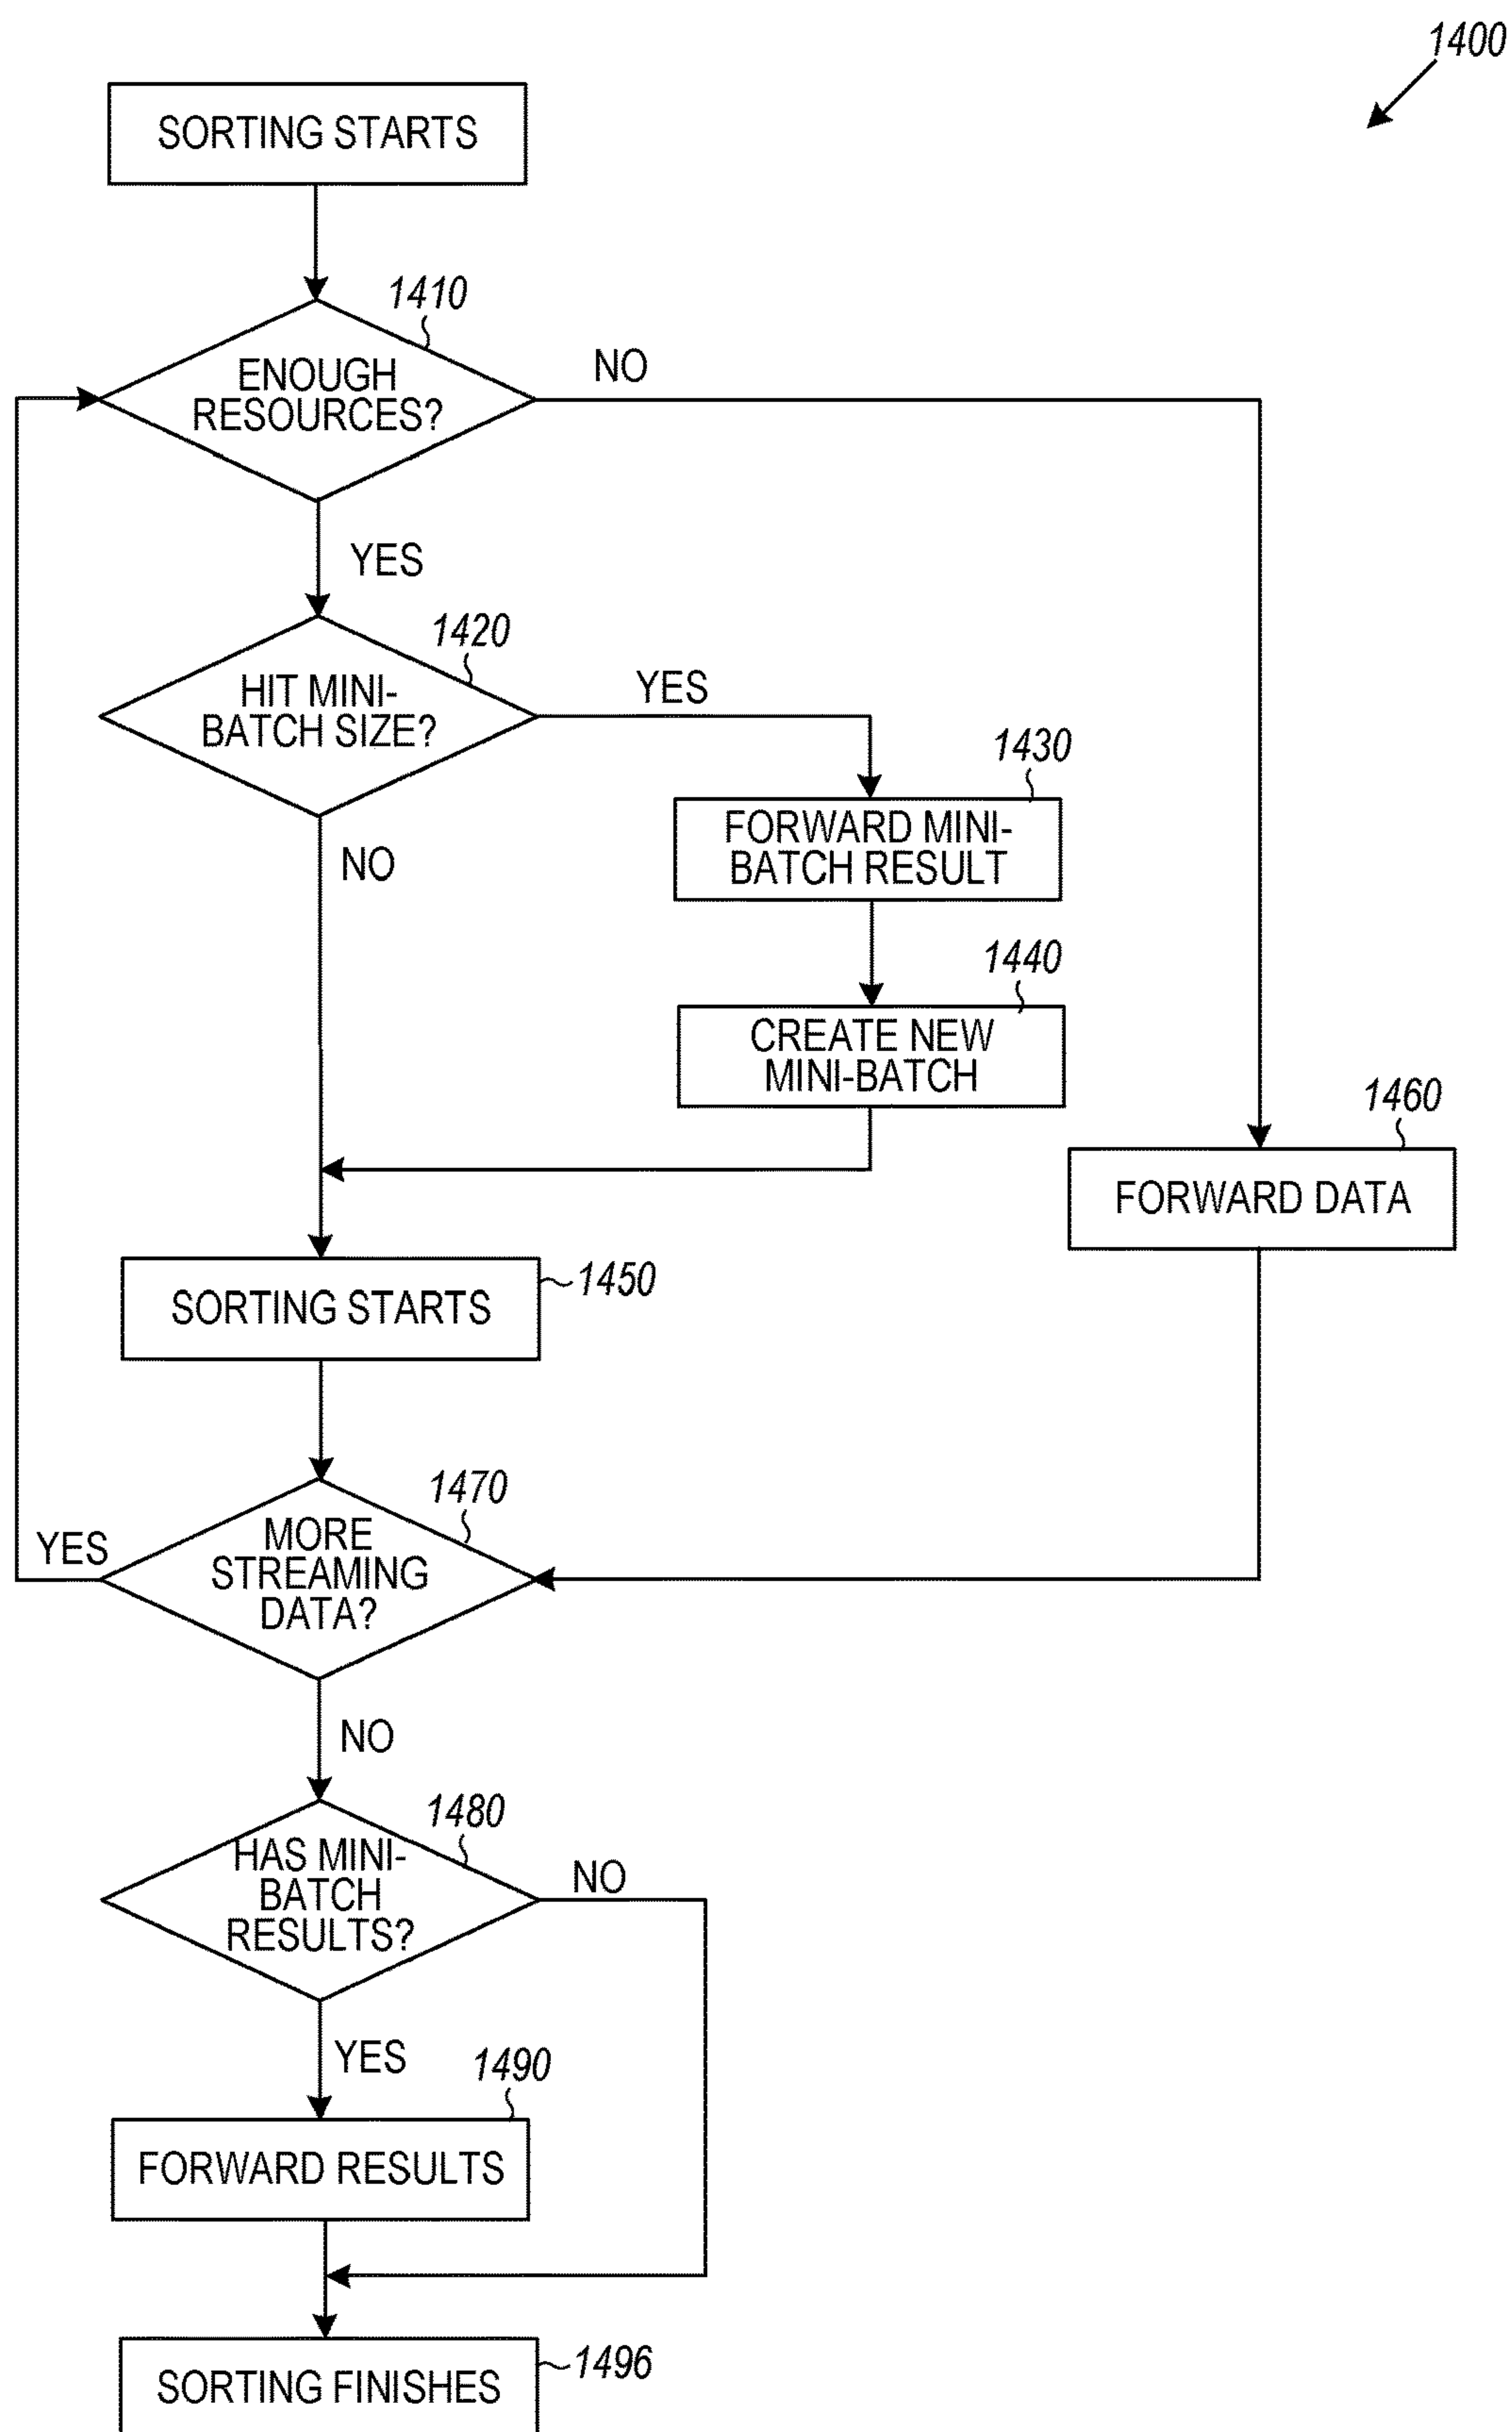 1400
SORTING STARTS
1410
ENOUGH
RESOURCES?
NO
YES
1420
HIT MINI-
BATCH SIZE?
YES
NO
1430
FORWARD MINI-
BATCH RESULT
1440
CREATE NEW
MINI-BATCH
1460
FORWARD DATA
1450
SORTING STARTS
1470
MORE
STREAMING
DATA?
YES
NO
1480
HAS MINI-
BATCH
RESULTS?
NO
YES
1490
FORWARD RESULTS
1496
SORTING FINISHES